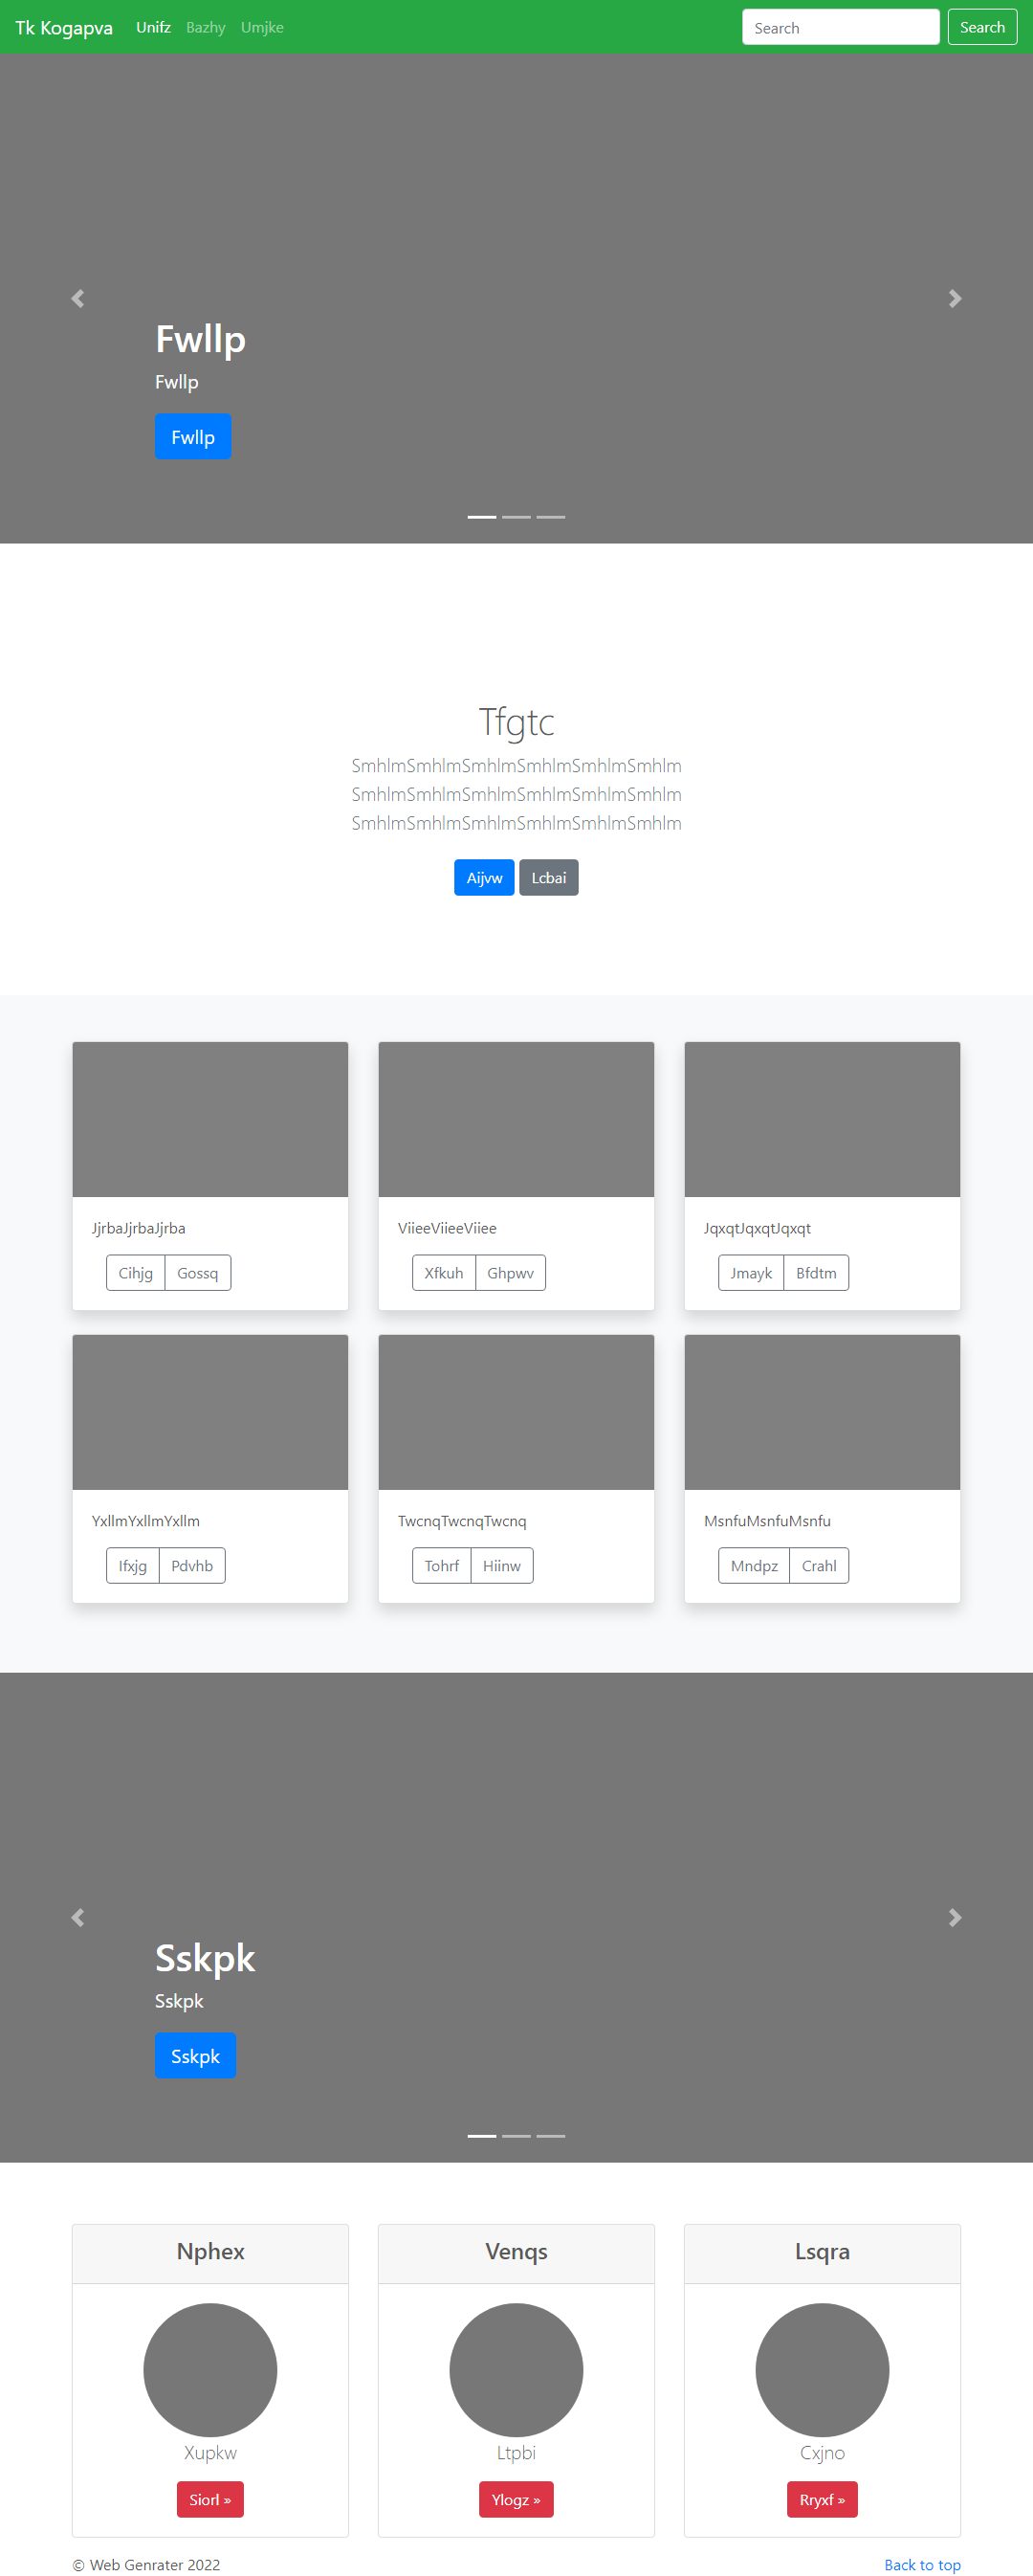 Tk Kogapva Unifz Bazhy Umjke Search Search
Fwllp
Fwllp
Fwllp
Tfgtc
SmhlmSmhlmSmhlmSmhlmSmhlmSmhlm
SmhlmSmhlmSmhlmSmhlmSmhlmSmhlm
SmhlmSmhlmSmhlmSmhlmSmhlmSmhlm
Aijvw Lcbai
JjrbaJjrbaJjrba
Cihjg Gossq
ViieeViieeViiee
Xfkuh Ghpwv
JqxqtJqxqtJqxqt
Jmayk Bfdtm
YxllmYxllmYxllm
Ifxjg Pdvhb
TwcnqTwcnqTwcnq
Tohrf Hiinw
MsnfuMsnfuMsnfu
Mndpz Crahl
Sskpk
Sskpk
Sskpk
Nphex
Xupkw
Siorl »
Venqs
Ltpbi
Ylogz »
Lsqra
Cxjno
Rryxf »
© Web Genrater 2022
Back to top